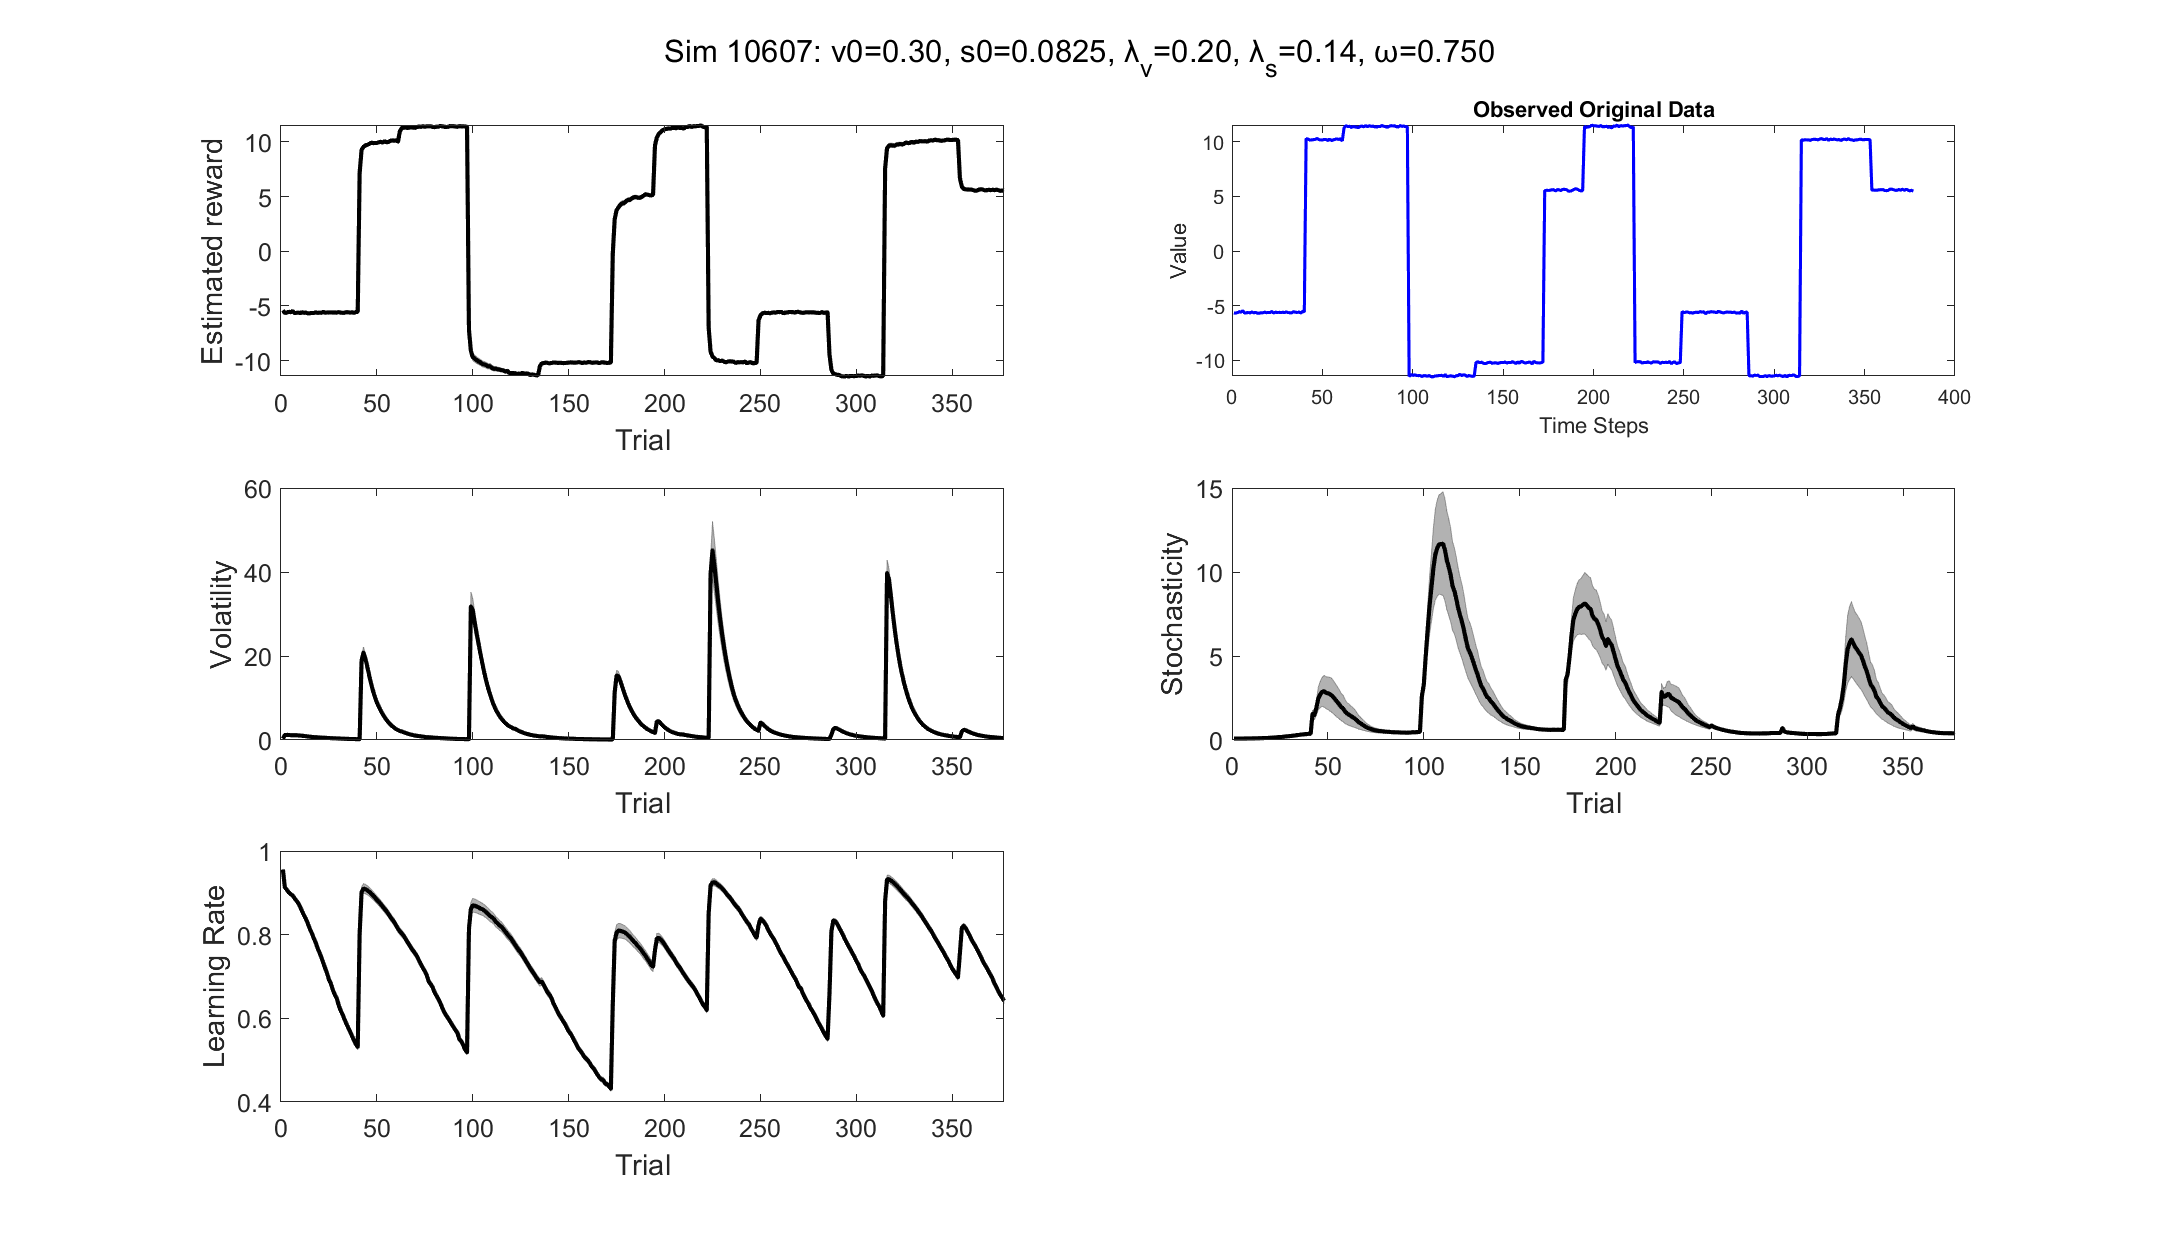 Sim 10607: v0=0.30, s0=0.0825, λ_v=0.20, λ_s=0.14, ω=0.750
Estimated reward
10
5
0
-5
-10
0 50 100 150 200 250 300 350
Trial
Observed Original Data
Value
10
5
0
-5
-10
0 50 100 150 200 250 300 350 400
Time Steps
Volatility
60
40
20
0
0 50 100 150 200 250 300 350
Trial
Stochasticity
15
10
5
0
0 50 100 150 200 250 300 350
Trial
Learning Rate
1
0.8
0.6
0.4
0 50 100 150 200 250 300 350
Trial